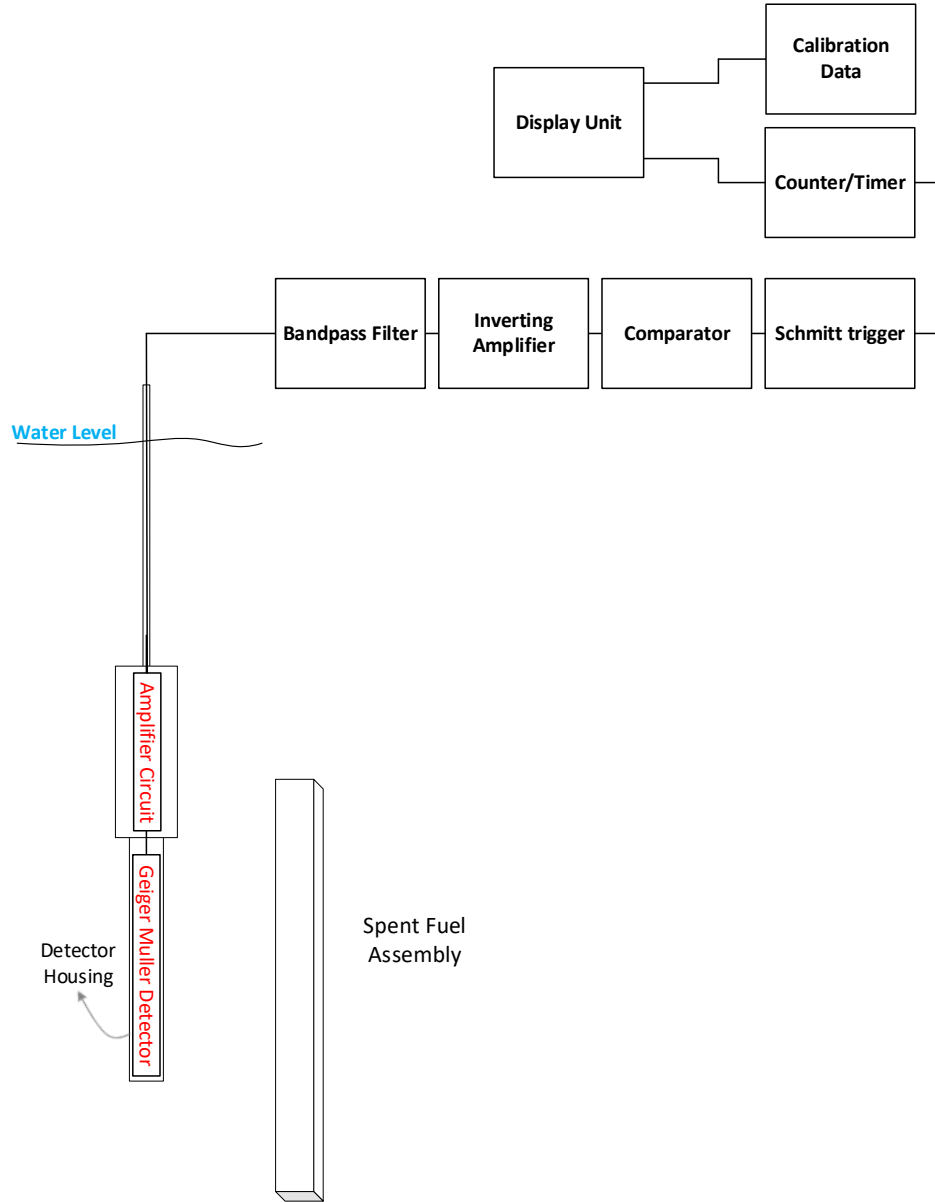 Calibration
Data
Display Unit
Counter/Timer
Bandpass Filter
Inverting
Amplifier
Comparator
Schmitt trigger
Water Level
Amplifier Circuit
Geiger Muller Detector
Spent Fuel
Assembly
Detector
Housing